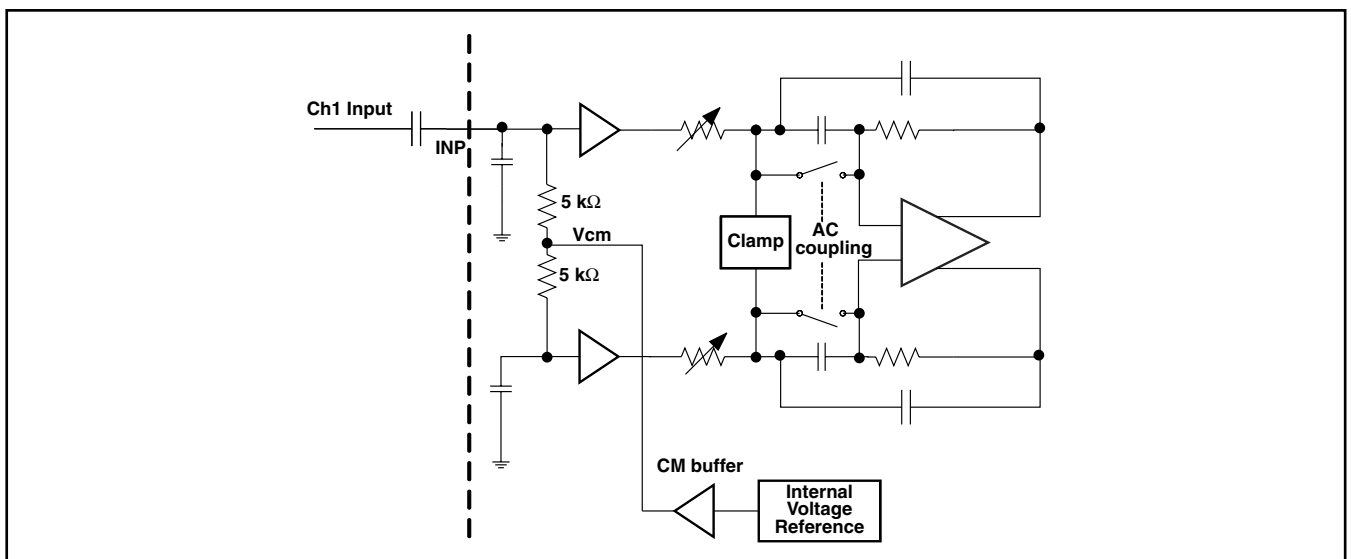 Ch1 Input
INP
5 kΩ
Vcm
5 kΩ
Clamp
AC
coupling
CM buffer
Internal
Voltage
Reference